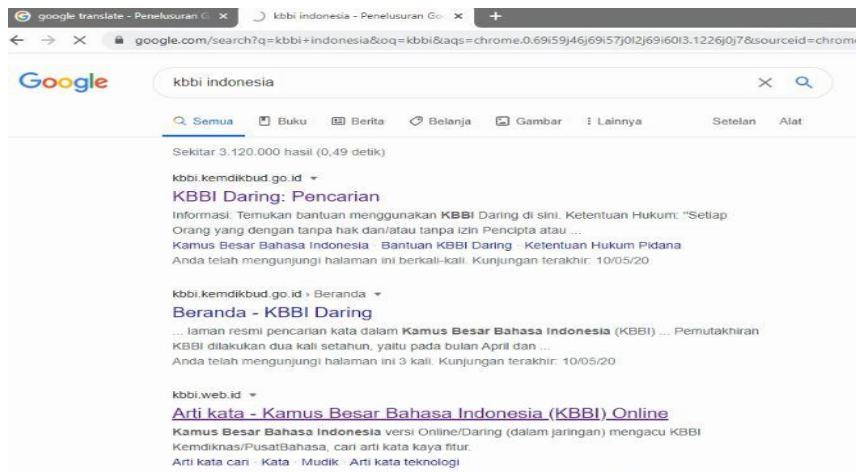 google translate - Penelusuran G
kbbi indonesia - Penelusuran Go
google.com/search?q=kbbi+indonesia&oq=kbbi&aqs=chrome.0.69i59j46j69i57j0l2j69i60l3.1226j0j7&sourceid=chrome
Google
kbbi indonesia
Semua Buku Berita Belanja Gambar Lainnya Setelan Alat
Sekitar 3.120.000 hasil (0,49 detik)
kbbi.kemdikbud.go.id
KBBI Daring: Pencarian
Informasi: Temukan bantuan menggunakan KBBI Daring di sini. Ketentuan Hukum: "Setiap
Orang yang dengan tanpa hak dan/atau tanpa izin Pencipta atau ...
Kamus Besar Bahasa Indonesia · Bantuan KBBI Daring · Ketentuan Hukum Pidana
Anda telah mengunjungi halaman ini berkali-kali. Kunjungan terakhir: 10/05/20
kbbi.kemdikbud.go.id › Beranda
Beranda - KBBI Daring
... laman resmi pencarian kata dalam Kamus Besar Bahasa Indonesia (KBBI) ... Pemutakhiran
KBBI dilakukan dua kali setahun, yaitu pada bulan April dan ...
Anda telah mengunjungi halaman ini 3 kali. Kunjungan terakhir: 10/05/20
kbbi.web.id
Arti kata - Kamus Besar Bahasa Indonesia (KBBI) Online
Kamus Besar Bahasa Indonesia versi Online/Daring (dalam jaringan) mengacu KBBI
Kemdiknas/PusatBahasa, cari arti kata kaya fitur.
Arti kata cari · Kata · Mudik · Arti kata teknologi